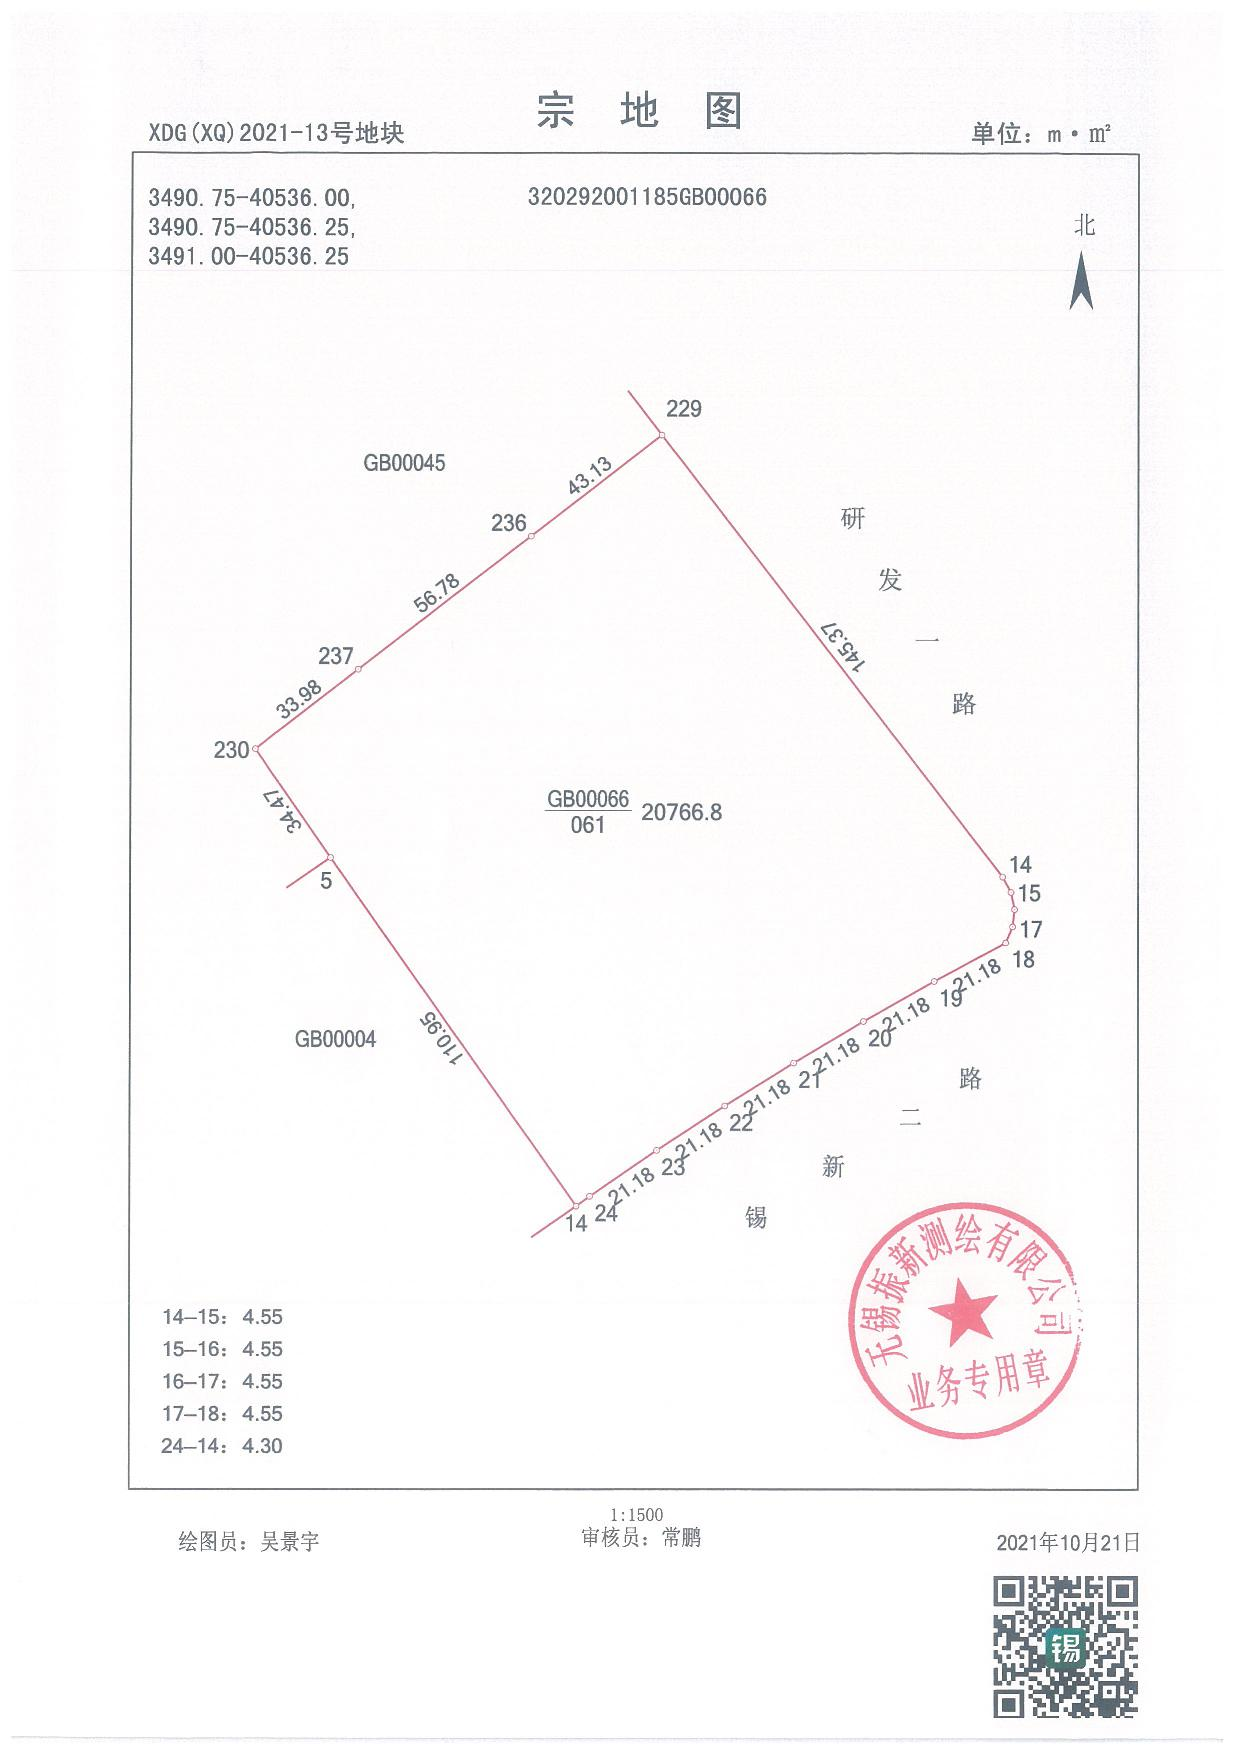 宗 地 图
XDG(XQ)2021-13号地块
单位：m·㎡
3490.75-40536.00,
3490.75-40536.25,
3491.00-40536.25
320292001185GB00066
北
229
GB00045
43.13
236
研
发
一
路
56.78
145.37
237
33.98
230
34.47
GB00066
061
20766.8
5
14
15
17
18
21.18
19
21.18
20
21.18
21
21.18
22
21.18
23
21.18
24
14
110.95
GB00004
路
二
新
锡
无锡振新测绘有限公司
业务专用章
14—15：4.55
15—16：4.55
16—17：4.55
17—18：4.55
24—14：4.30
1:1500
绘图员：吴景宇
审核员：常鹏
2021年10月21日
锡